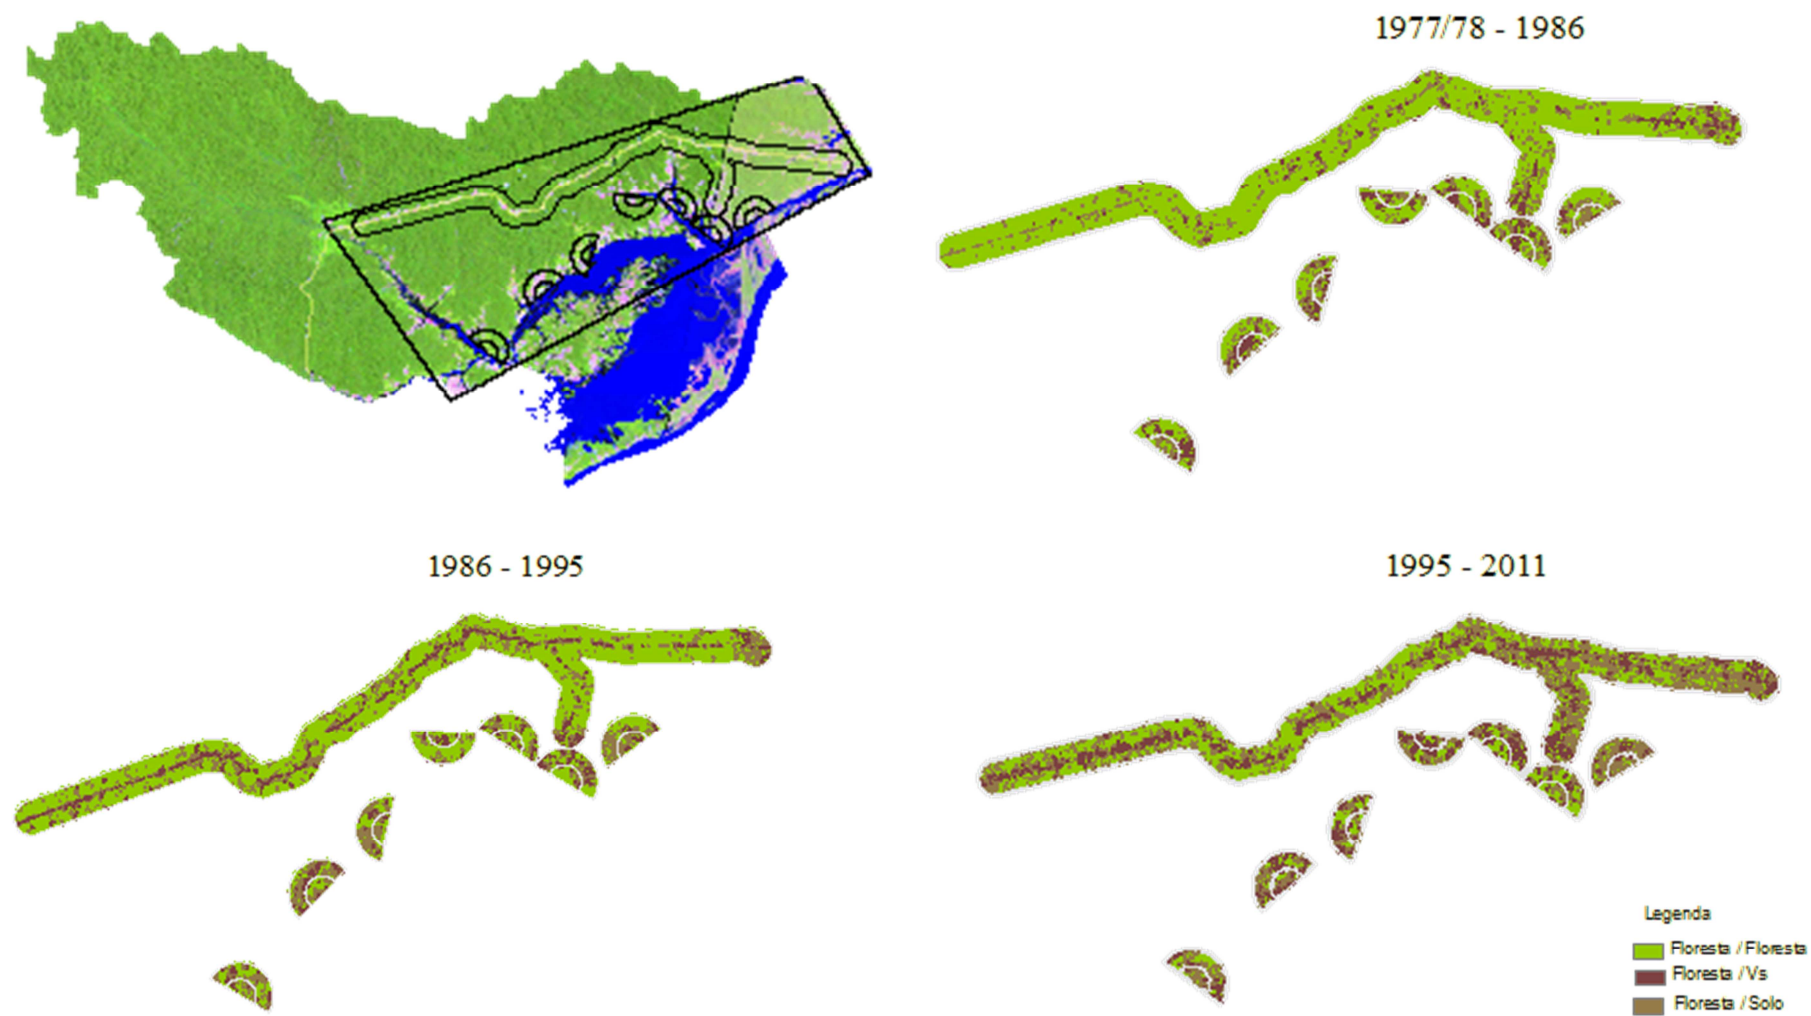 1977/78 - 1986
1986 - 1995
1995 - 2011
Legenda
Floresta / Floresta
Floresta / Vs
Floresta / Solo